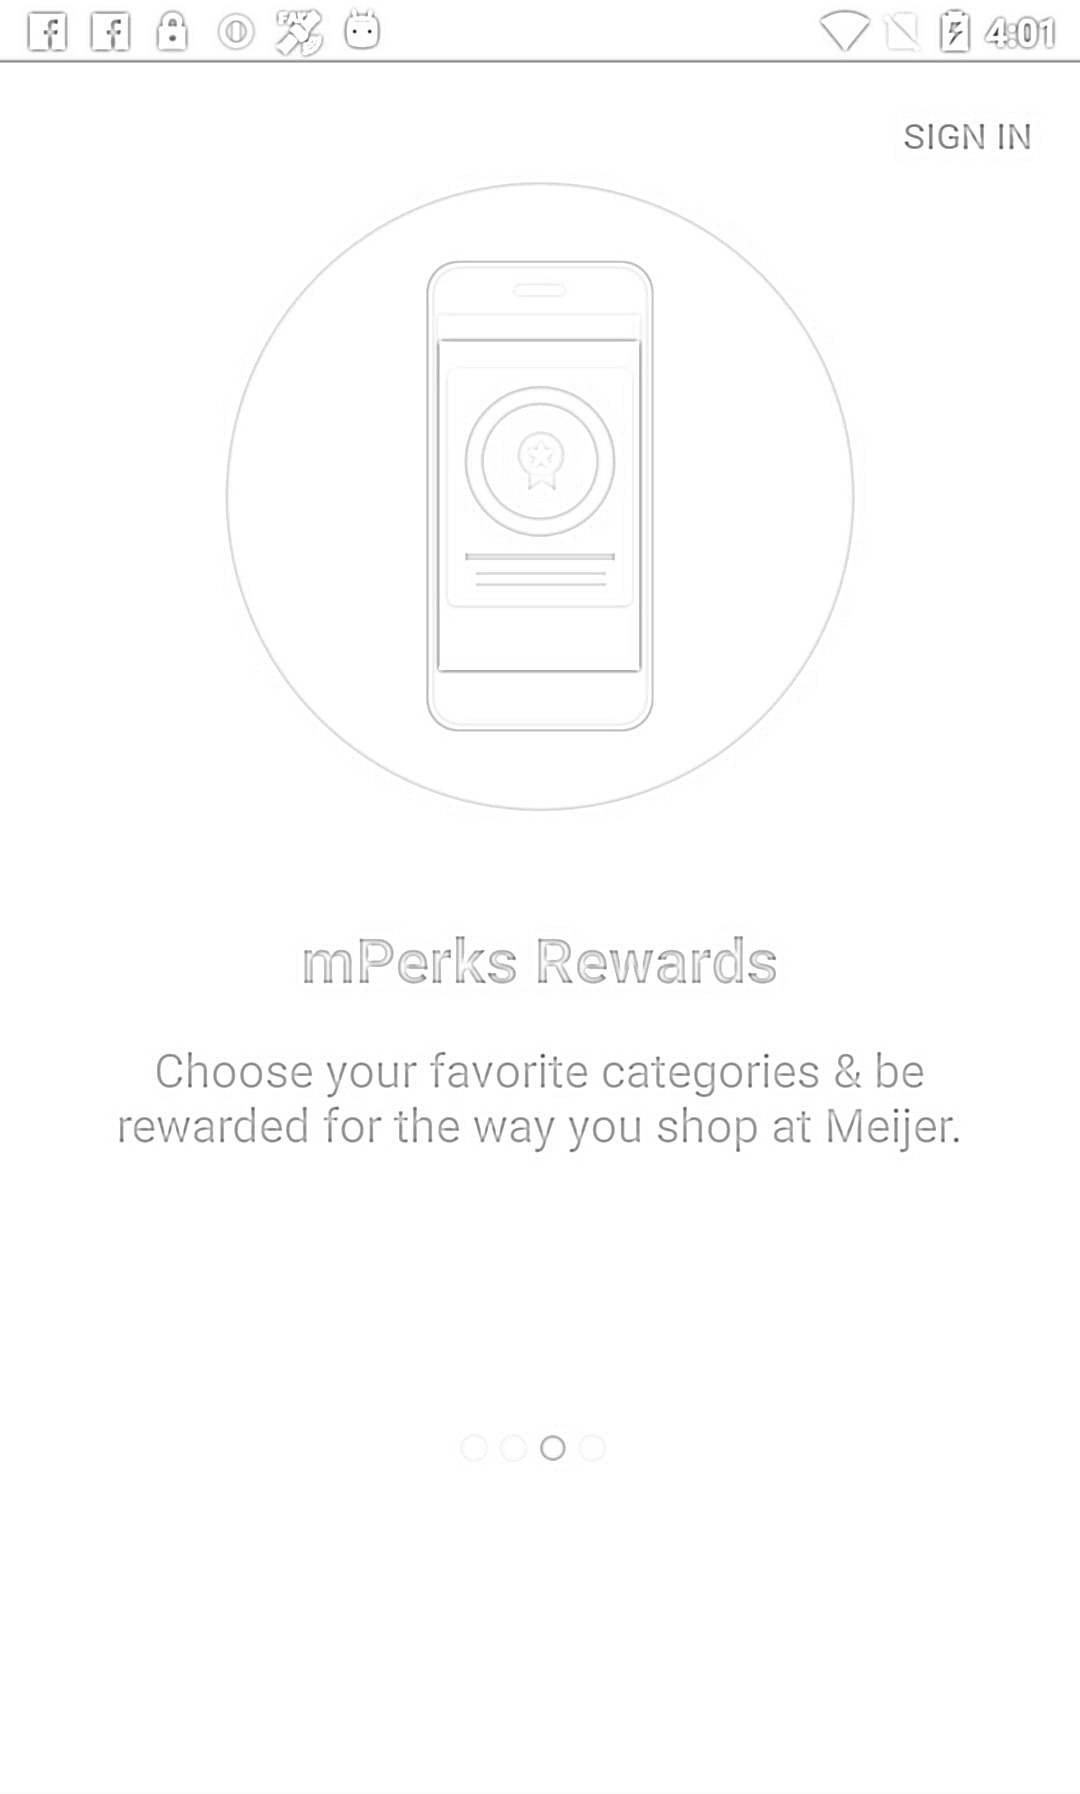 4:01
SIGN IN
mPerks Rewards
Choose your favorite categories & be
rewarded for the way you shop at Meijer.